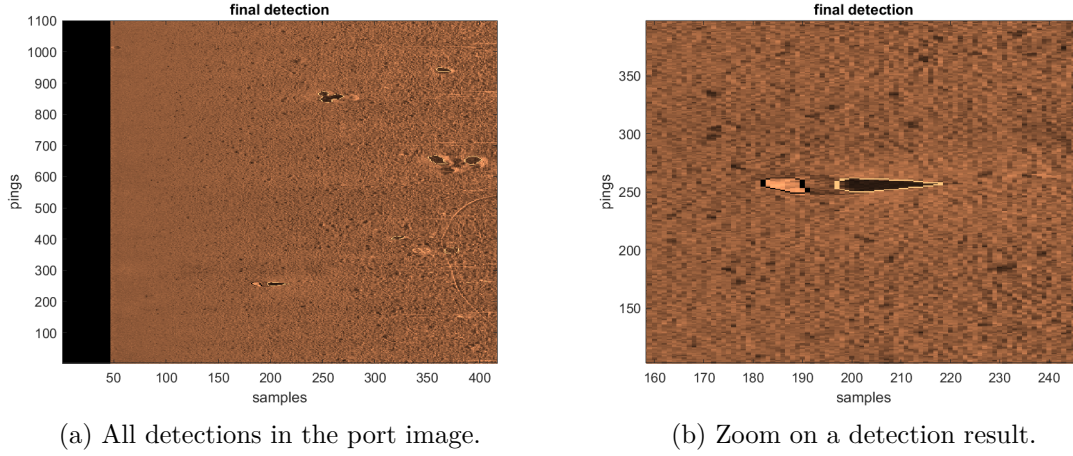 final detection
1100
1000
900
800
700
600
500
400
300
200
100
pings
50 100 150 200 250 300 350 400
samples
(a) All detections in the port image.
final detection
350
300
250
200
150
pings
160 170 180 190 200 210 220 230 240
samples
(b) Zoom on a detection result.